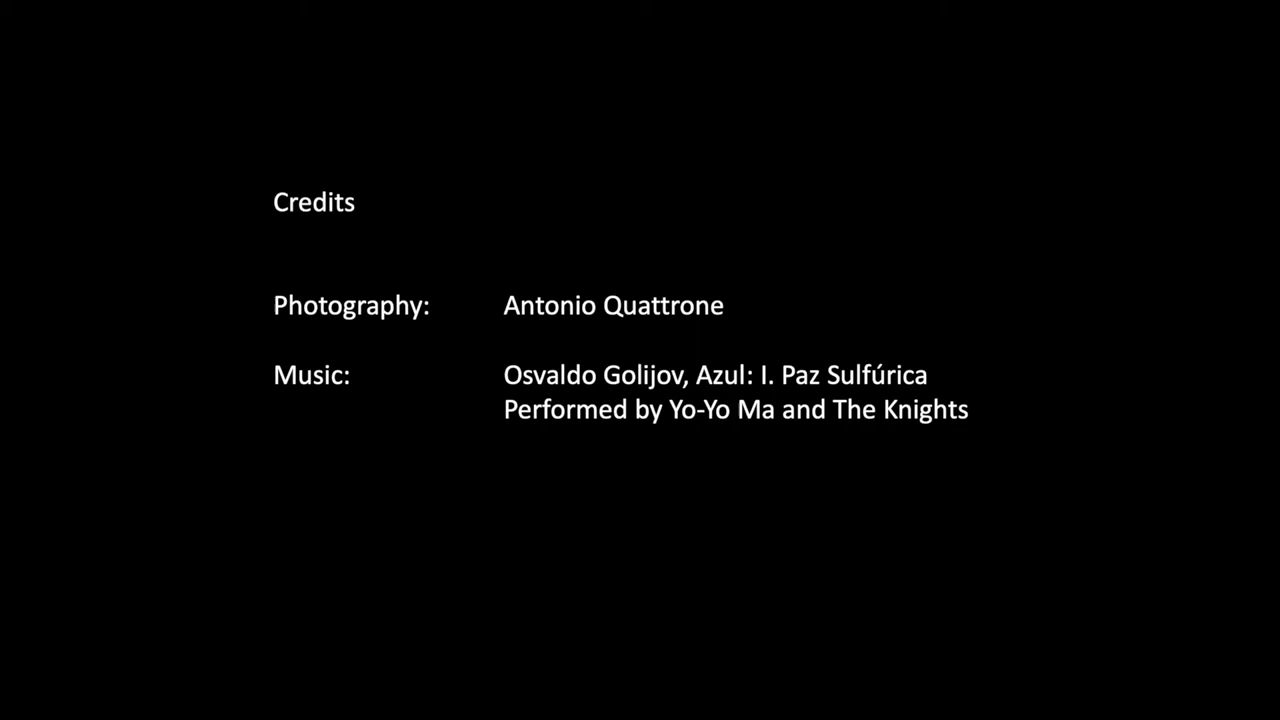 Credits
Photography: Antonio Quattrone
Music: Osvaldo Golijov, Azul: I. Paz Sulfúrica
Performed by Yo-Yo Ma and The Knights